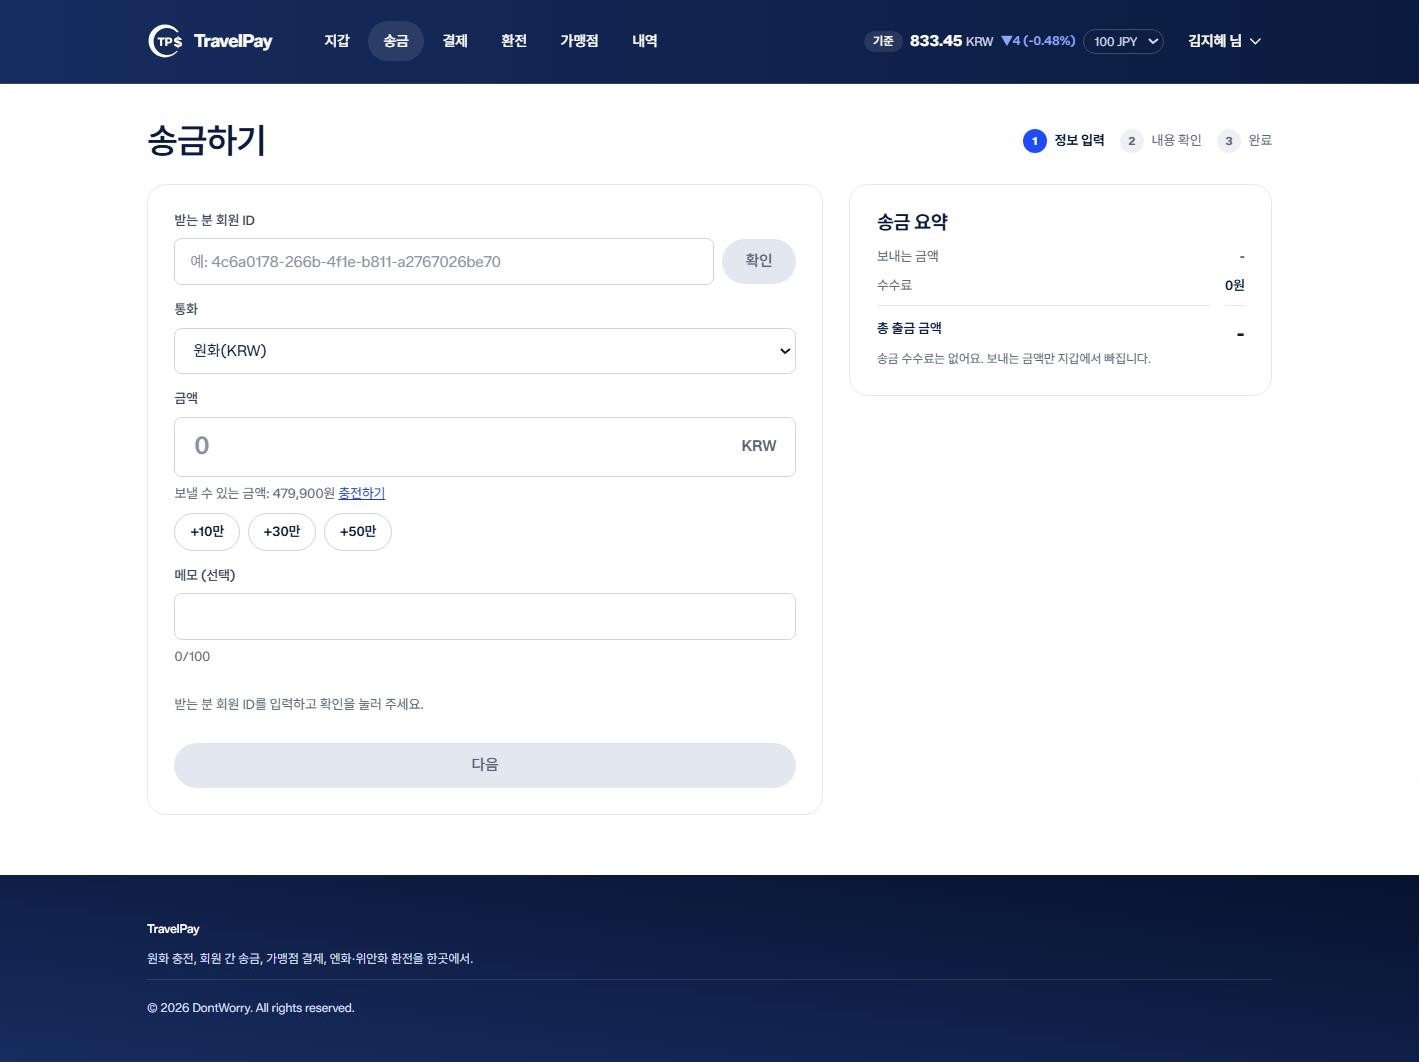 TP$ TravelPay 지갑 송금 결제 환전 가맹점 내역 기준 833.45 KRW ▼4 (-0.48%) 100 JPY 김지혜 님
송금하기
1 정보 입력 2 내용 확인 3 완료
받는 분 회원 ID
예: 4c6a0178-266b-4f1e-b811-a2767026be70 확인
통화
원화(KRW)
금액
0 KRW
보낼 수 있는 금액: 479,900원 충전하기
+10만 +30만 +50만
메모 (선택)
0/100
받는 분 회원 ID를 입력하고 확인을 눌러 주세요.
다음
송금 요약
보내는 금액 -
수수료 0원
총 출금 금액 -
송금 수수료는 없어요. 보내는 금액만 지갑에서 빠집니다.
TravelPay
원화 충전, 회원 간 송금, 가맹점 결제, 엔화·위안화 환전을 한곳에서.
© 2026 DontWorry. All rights reserved.